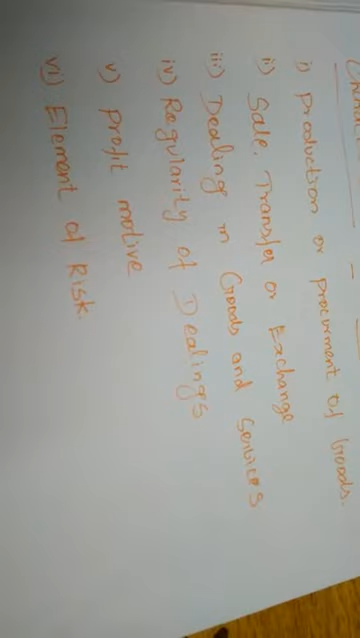 i) Production or Procurment of Goods.
ii) Sale, Transfer or Exchange
iii) Dealing in Goods and Services
iv) Regularity of Dealings
v) Profit motive
vi) Element of Risk.